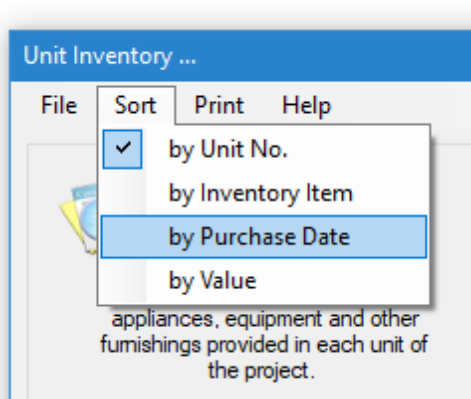 Unit Inventory ...
File Sort Print Help
by Unit No.
by Inventory Item
by Purchase Date
by Value
appliances, equipment and other
furnishings provided in each unit of
the project.